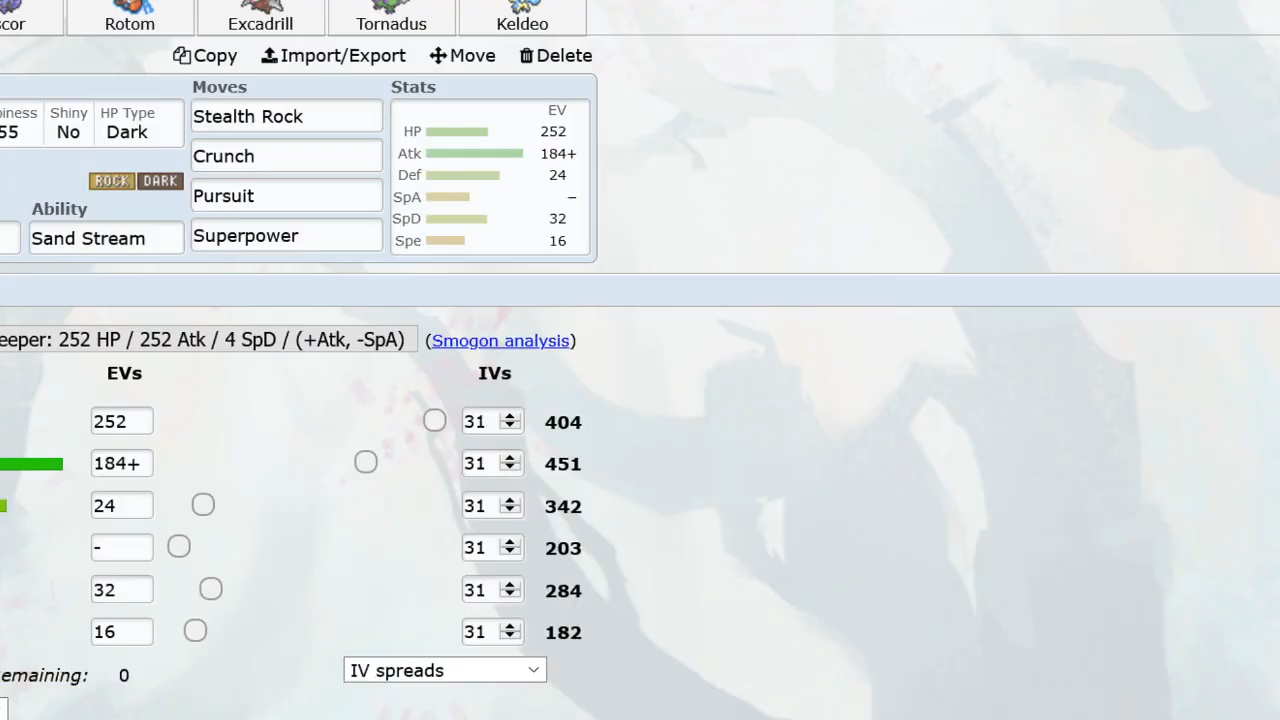 scor Rotom Excadrill Tornadus Keldeo
Copy Import/Export Move Delete
Moves Stats
piness Shiny HP Type
55 No Dark
Stealth Rock
EV
HP 252
Crunch
Atk 184+
Def 24
ROCK DARK
Pursuit
SpA –
Ability
SpD 32
Sand Stream
Superpower
Spe 16
eeper: 252 HP / 252 Atk / 4 SpD / (+Atk, -SpA) (Smogon analysis)
EVs IVs
252 31 404
184+ 31 451
24 31 342
- 31 203
32 31 284
16 31 182
emaining: 0 IV spreads